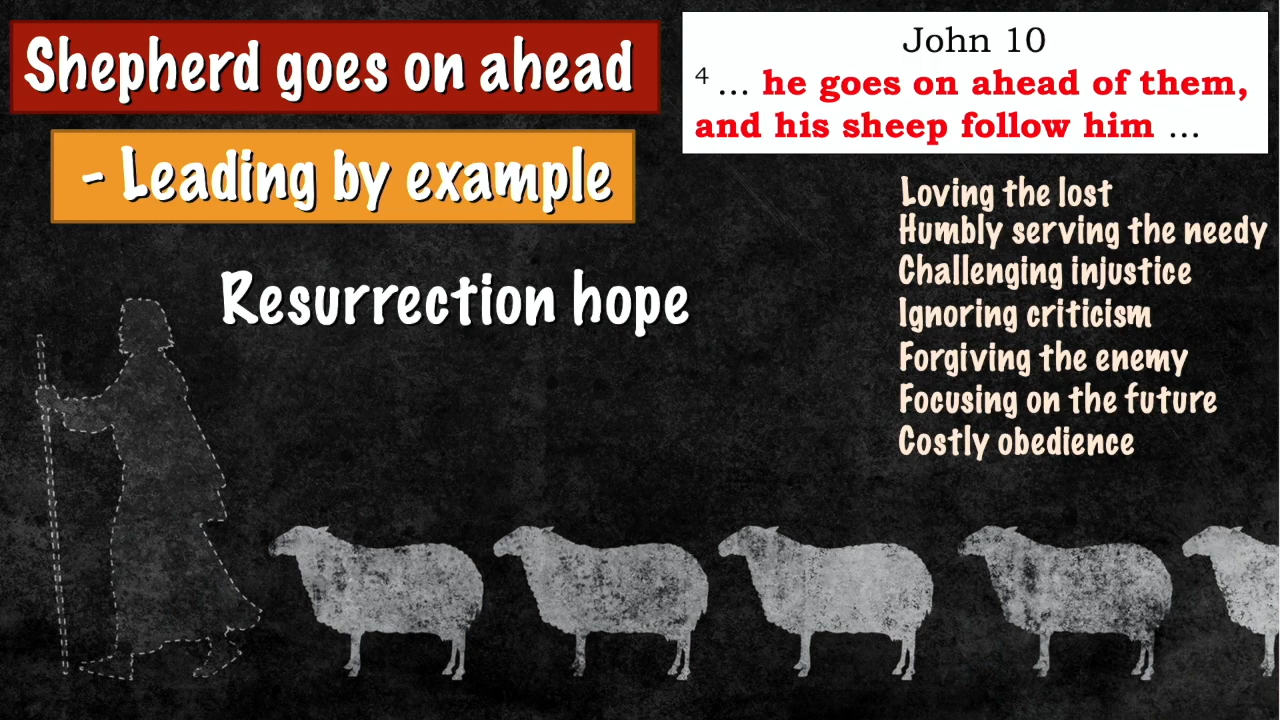 Shepherd goes on ahead
- Leading by example
John 10
4 ... he goes on ahead of them,
and his sheep follow him ...
Resurrection hope
Loving the lost
Humbly serving the needy
Challenging injustice
Ignoring criticism
Forgiving the enemy
Focusing on the future
Costly obedience